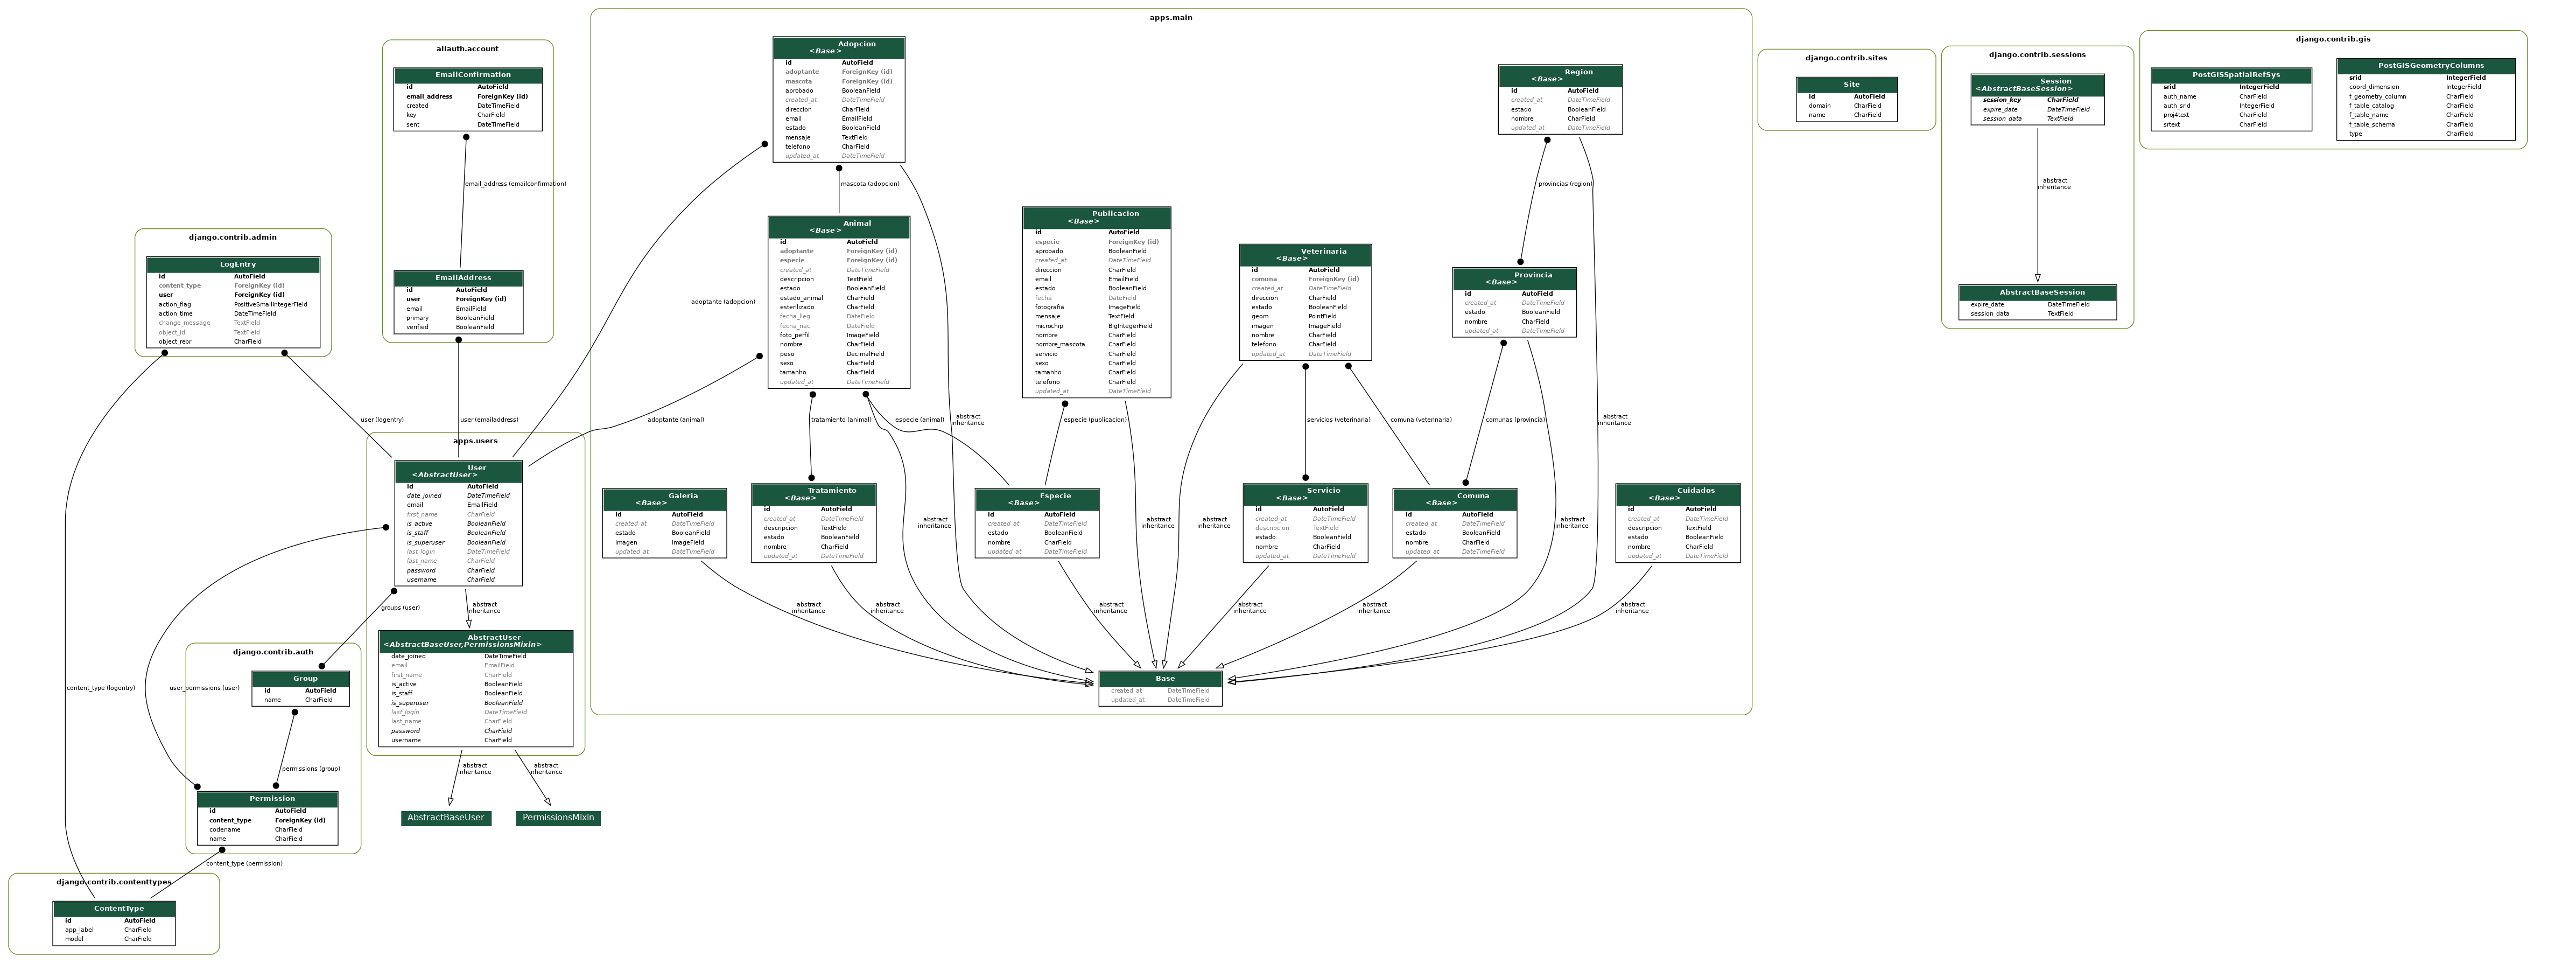 apps.main
allauth.account
EmailConfirmation
id AutoField
email_address ForeignKey (id)
created DateTimeField
key CharField
sent DateTimeField
email_address (emailconfirmation)
EmailAddress
id AutoField
user ForeignKey (id)
email EmailField
primary BooleanField
verified BooleanField
user (emailaddress)
django.contrib.admin
LogEntry
id AutoField
content_type ForeignKey (id)
user ForeignKey (id)
action_flag PositiveSmallIntegerField
action_time DateTimeField
change_message TextField
object_id TextField
object_repr CharField
user (logentry)
content_type (logentry)
apps.users
User
<AbstractUser>
id AutoField
date_joined DateTimeField
email EmailField
first_name CharField
is_active BooleanField
is_staff BooleanField
is_superuser BooleanField
last_login DateTimeField
last_name CharField
password CharField
username CharField
groups (user)
abstract
inheritance
user_permissions (user)
AbstractUser
<AbstractBaseUser,PermissionsMixin>
date_joined DateTimeField
email EmailField
first_name CharField
is_active BooleanField
is_staff BooleanField
is_superuser BooleanField
last_login DateTimeField
last_name CharField
password CharField
username CharField
abstract
inheritance
abstract
inheritance
AbstractBaseUser
PermissionsMixin
django.contrib.auth
Group
id AutoField
name CharField
permissions (group)
Permission
id AutoField
content_type ForeignKey (id)
codename CharField
name CharField
content_type (permission)
django.contrib.contenttypes
ContentType
id AutoField
app_label CharField
model CharField
Adopcion
<Base>
id AutoField
adoptante ForeignKey (id)
mascota ForeignKey (id)
aprobado BooleanField
created_at DateTimeField
direccion CharField
email EmailField
estado BooleanField
mensaje TextField
telefono CharField
updated_at DateTimeField
mascota (adopcion)
adoptante (adopcion)
Animal
<Base>
id AutoField
adoptante ForeignKey (id)
especie ForeignKey (id)
created_at DateTimeField
descripcion TextField
estado BooleanField
estado_animal CharField
esterilizado CharField
fecha_lleg DateField
fecha_nac DateField
foto_perfil ImageField
nombre CharField
peso DecimalField
sexo CharField
tamanho CharField
updated_at DateTimeField
adoptante (animal)
tratamiento (animal)
especie (animal)
abstract
inheritance
Publicacion
<Base>
id AutoField
especie ForeignKey (id)
aprobado BooleanField
created_at DateTimeField
direccion CharField
email EmailField
estado BooleanField
fecha DateField
fotografia ImageField
mensaje TextField
microchip BigIntegerField
nombre CharField
nombre_mascota CharField
servicio CharField
sexo CharField
tamanho CharField
telefono CharField
updated_at DateTimeField
especie (publicacion)
Veterinaria
<Base>
id AutoField
comuna ForeignKey (id)
created_at DateTimeField
direccion CharField
estado BooleanField
geom PointField
imagen ImageField
nombre CharField
telefono CharField
updated_at DateTimeField
servicios (veterinaria)
comuna (veterinaria)
Region
<Base>
id AutoField
created_at DateTimeField
estado BooleanField
nombre CharField
updated_at DateTimeField
provincias (region)
Provincia
<Base>
id AutoField
created_at DateTimeField
estado BooleanField
nombre CharField
updated_at DateTimeField
comunas (provincia)
abstract
inheritance
Galeria
<Base>
id AutoField
created_at DateTimeField
estado BooleanField
imagen ImageField
updated_at DateTimeField
Tratamiento
<Base>
id AutoField
created_at DateTimeField
descripcion TextField
estado BooleanField
nombre CharField
updated_at DateTimeField
Especie
<Base>
id AutoField
created_at DateTimeField
estado BooleanField
nombre CharField
updated_at DateTimeField
Servicio
<Base>
id AutoField
created_at DateTimeField
descripcion TextField
estado BooleanField
nombre CharField
updated_at DateTimeField
Comuna
<Base>
id AutoField
created_at DateTimeField
estado BooleanField
nombre CharField
updated_at DateTimeField
Cuidados
<Base>
id AutoField
created_at DateTimeField
descripcion TextField
estado BooleanField
nombre CharField
updated_at DateTimeField
abstract
inheritance
abstract
inheritance
abstract
inheritance
abstract
inheritance
abstract
inheritance
abstract
inheritance
abstract
inheritance
abstract
inheritance
abstract
inheritance
abstract
inheritance
Base
created_at DateTimeField
updated_at DateTimeField
django.contrib.sites
Site
id AutoField
domain CharField
name CharField
django.contrib.sessions
Session
<AbstractBaseSession>
session_key CharField
expire_date DateTimeField
session_data TextField
abstract
inheritance
AbstractBaseSession
expire_date DateTimeField
session_data TextField
django.contrib.gis
PostGISSpatialRefSys
srid IntegerField
auth_name CharField
auth_srid IntegerField
proj4text CharField
srtext CharField
PostGISGeometryColumns
srid IntegerField
coord_dimension IntegerField
f_geometry_column CharField
f_table_catalog CharField
f_table_name CharField
f_table_schema CharField
type CharField